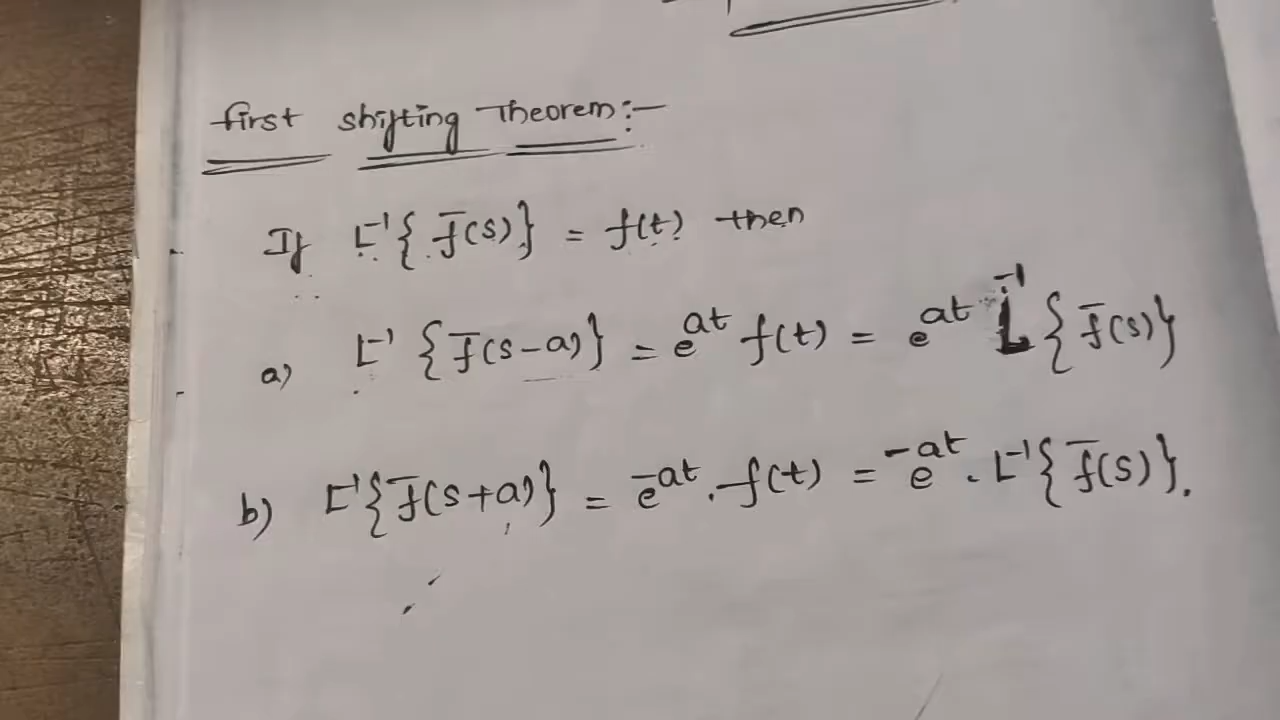 first shifting Theorem:-
If L⁻¹{f̅(s)} = f(t) then
a) L⁻¹ {f̅(s-a)} = e^at f(t) = e^at L⁻¹ {f̅(s)}
b) L⁻¹{f̅(s+a)} = e^-at . f(t) = e^-at . L⁻¹{f̅(s)}.